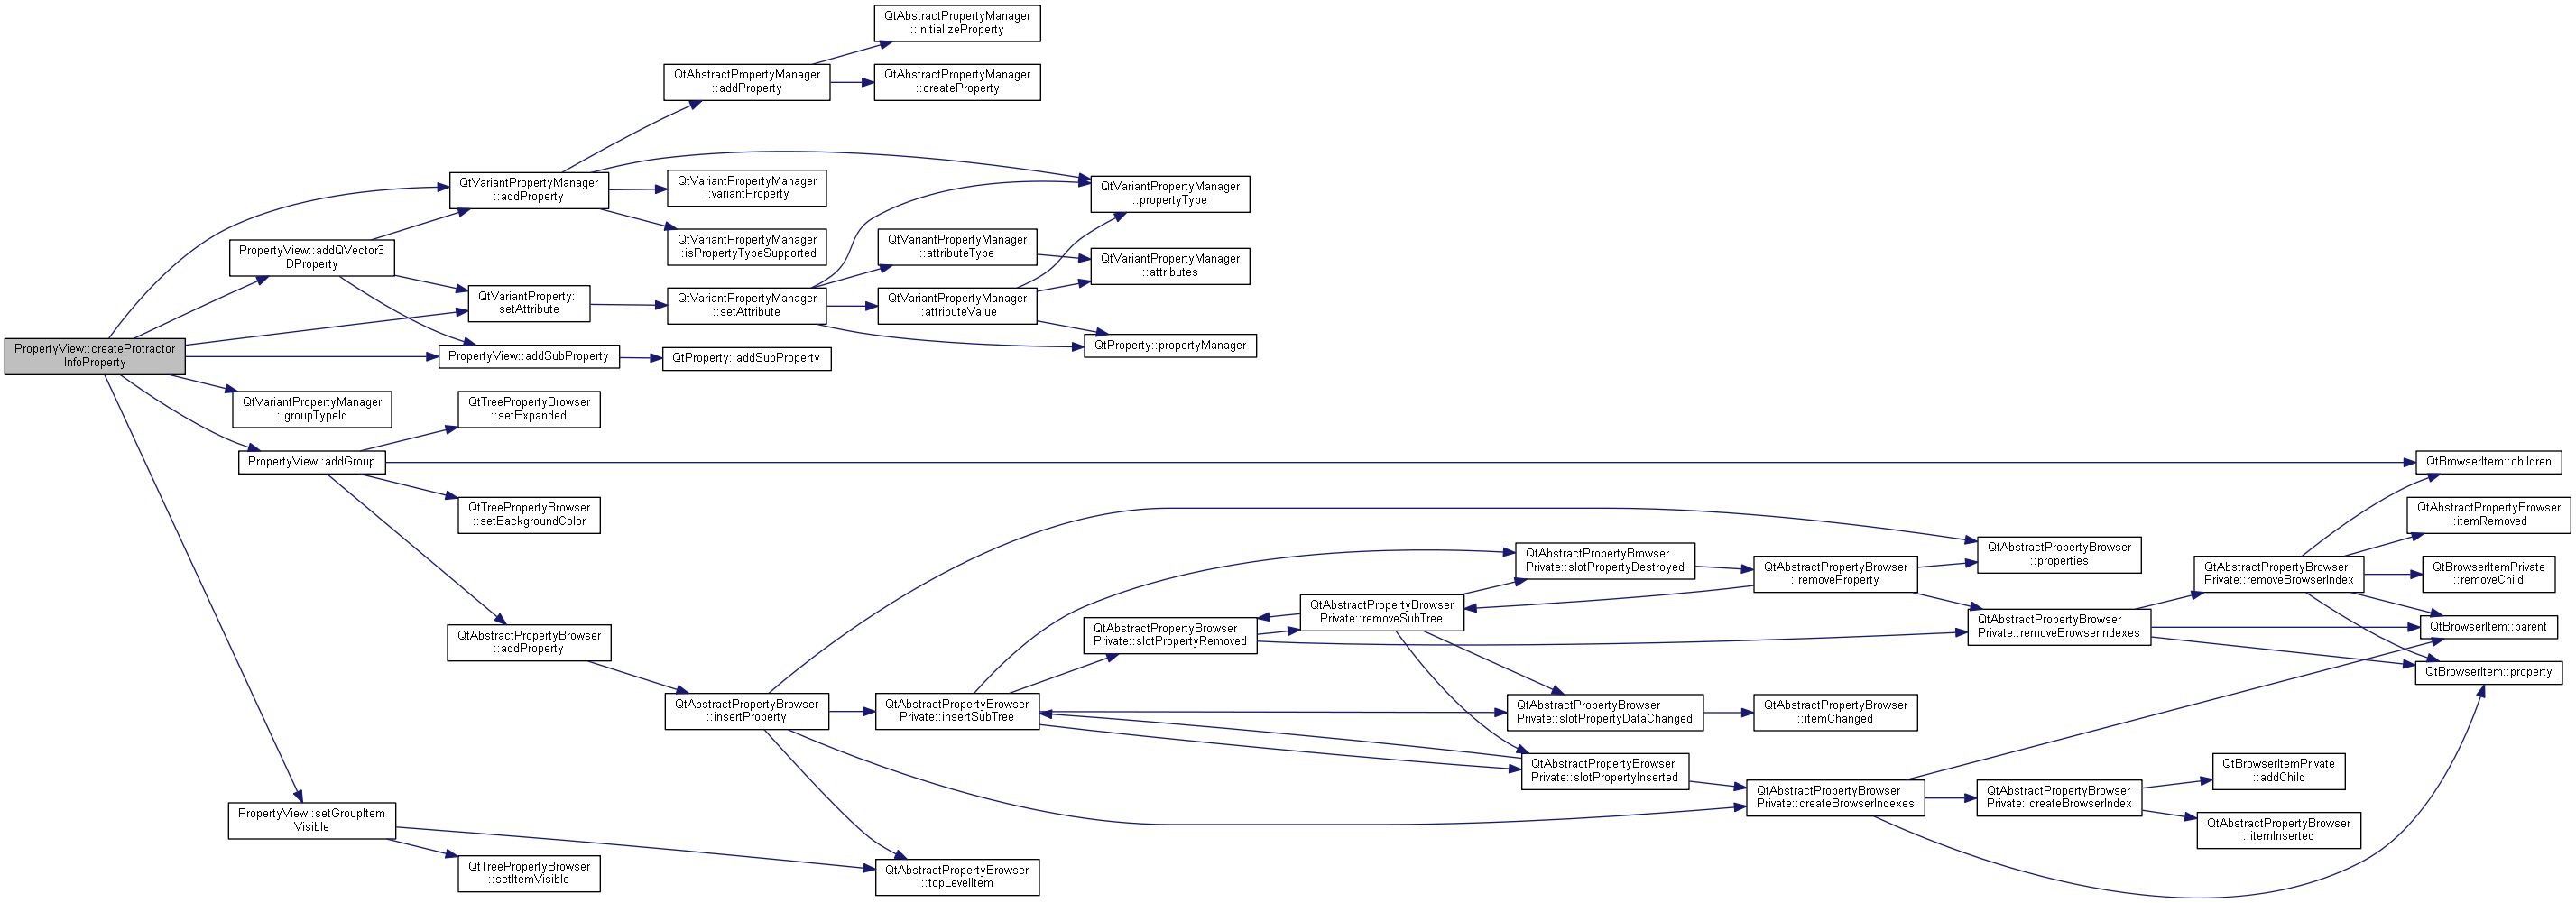 PropertyView::createProtractor
InfoProperty
QtVariantPropertyManager
::addProperty
QtAbstractPropertyManager
::addProperty
QtAbstractPropertyManager
::initializeProperty
QtAbstractPropertyManager
::createProperty
QtVariantPropertyManager
::variantProperty
QtVariantPropertyManager
::isPropertyTypeSupported
QtVariantPropertyManager
::propertyType
PropertyView::addQVector3
DProperty
QtVariantProperty::
setAttribute
QtVariantPropertyManager
::setAttribute
QtVariantPropertyManager
::attributeType
QtVariantPropertyManager
::attributeValue
QtVariantPropertyManager
::attributes
QtProperty::propertyManager
PropertyView::addSubProperty
QtProperty::addSubProperty
QtVariantPropertyManager
::groupTypeId
PropertyView::addGroup
QtTreePropertyBrowser
::setExpanded
QtTreePropertyBrowser
::setBackgroundColor
QtAbstractPropertyBrowser
::addProperty
QtAbstractPropertyBrowser
::insertProperty
QtAbstractPropertyBrowser
Private::insertSubTree
QtAbstractPropertyBrowser
Private::slotPropertyRemoved
QtAbstractPropertyBrowser
Private::removeSubTree
QtAbstractPropertyBrowser
Private::slotPropertyDestroyed
QtAbstractPropertyBrowser
Private::slotPropertyDataChanged
QtAbstractPropertyBrowser
Private::slotPropertyInserted
QtAbstractPropertyBrowser
::removeProperty
QtAbstractPropertyBrowser
::itemChanged
QtAbstractPropertyBrowser
Private::createBrowserIndexes
QtAbstractPropertyBrowser
::properties
QtAbstractPropertyBrowser
Private::removeBrowserIndexes
QtAbstractPropertyBrowser
Private::createBrowserIndex
QtAbstractPropertyBrowser
Private::removeBrowserIndex
QtBrowserItemPrivate
::addChild
QtAbstractPropertyBrowser
::itemInserted
QtBrowserItem::children
QtAbstractPropertyBrowser
::itemRemoved
QtBrowserItemPrivate
::removeChild
QtBrowserItem::parent
QtBrowserItem::property
PropertyView::setGroupItem
Visible
QtTreePropertyBrowser
::setItemVisible
QtAbstractPropertyBrowser
::topLevelItem